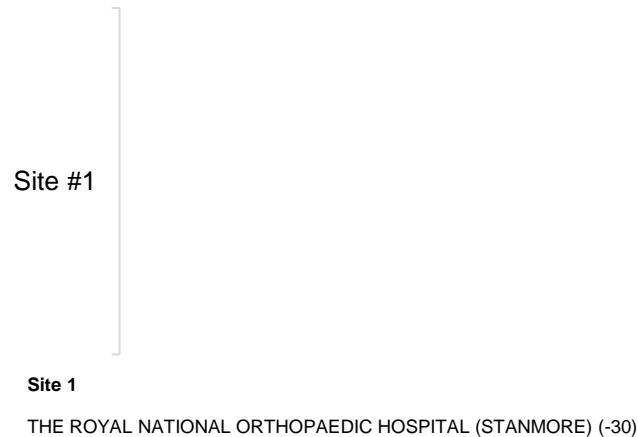 Site #1
Site 1
THE ROYAL NATIONAL ORTHOPAEDIC HOSPITAL (STANMORE) (-30)